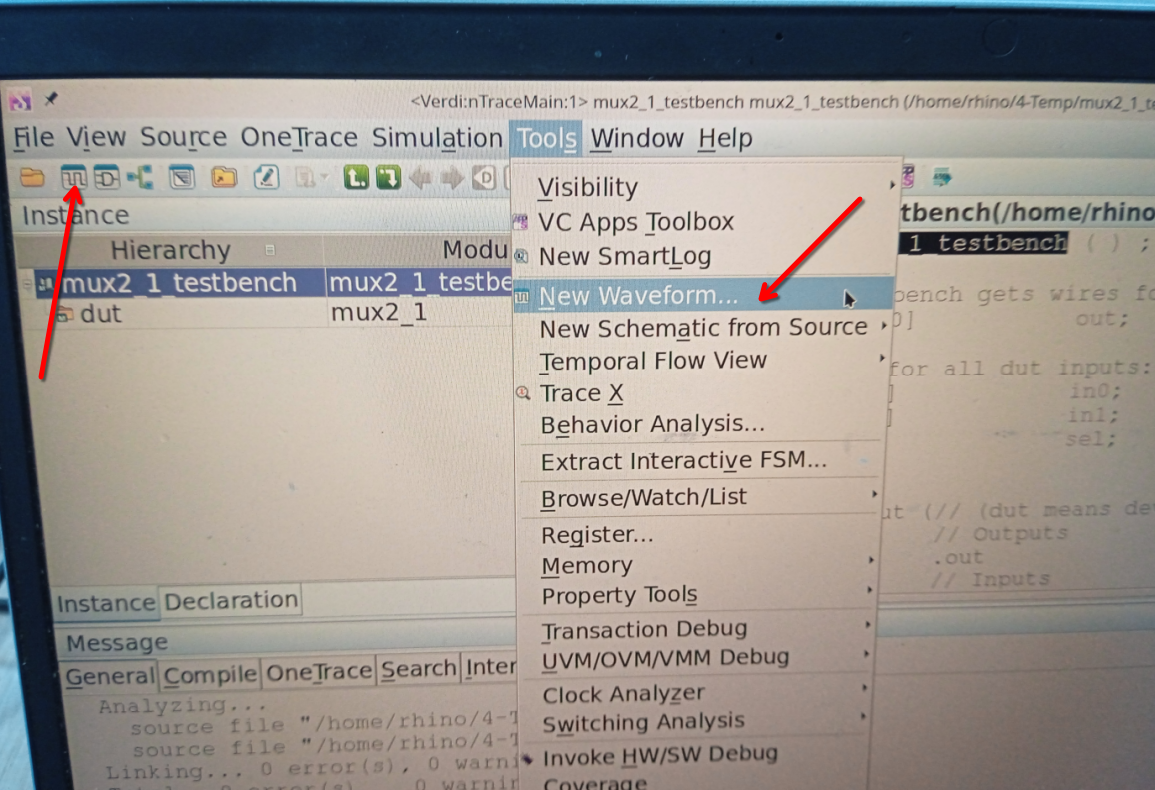 <Verdi:nTraceMain:1> mux2_1_testbench mux2_1_testbench (/home/rhino/4-Temp/mux2_1_te
File View Source OneTrace Simulation Tools Window Help
Instance
tbench(/home/rhino
Hierarchy Modu
_1_testbench ( ) ;
mux2_1_testbench mux2_1_testbe
dut mux2_1
Visibility
VC Apps Toolbox
New SmartLog
New Waveform...
New Schematic from Source
Temporal Flow View
Trace X
Behavior Analysis...
Extract Interactive FSM...
Browse/Watch/List
Register...
Memory
Property Tools
Transaction Debug
UVM/OVM/VMM Debug
Clock Analyzer
Switching Analysis
Invoke HW/SW Debug
Coverage
bench gets wires fo
0] out;
for all dut inputs:
] in0;
] in1;
sel;
ut (// (dut means de
// Outputs
.out
// Inputs
Instance Declaration
Message
General Compile OneTrace Search Inter
Analyzing...
source file "/home/rhino/4-T
source file "/home/rhino/4-T
Linking... 0 error(s), 0 warni
0 error(s) 0 warnin